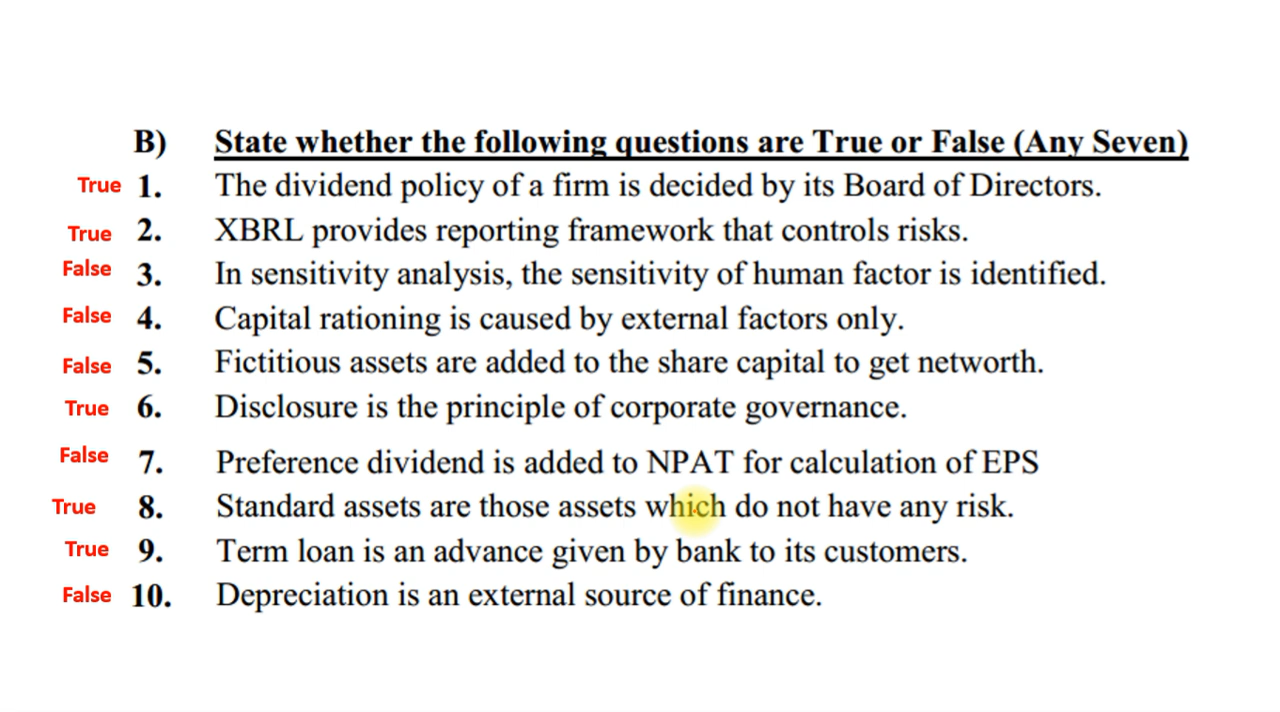 B) State whether the following questions are True or False (Any Seven)
True 1. The dividend policy of a firm is decided by its Board of Directors.
True 2. XBRL provides reporting framework that controls risks.
False 3. In sensitivity analysis, the sensitivity of human factor is identified.
False 4. Capital rationing is caused by external factors only.
False 5. Fictitious assets are added to the share capital to get networth.
True 6. Disclosure is the principle of corporate governance.
False 7. Preference dividend is added to NPAT for calculation of EPS
True 8. Standard assets are those assets which do not have any risk.
True 9. Term loan is an advance given by bank to its customers.
False 10. Depreciation is an external source of finance.